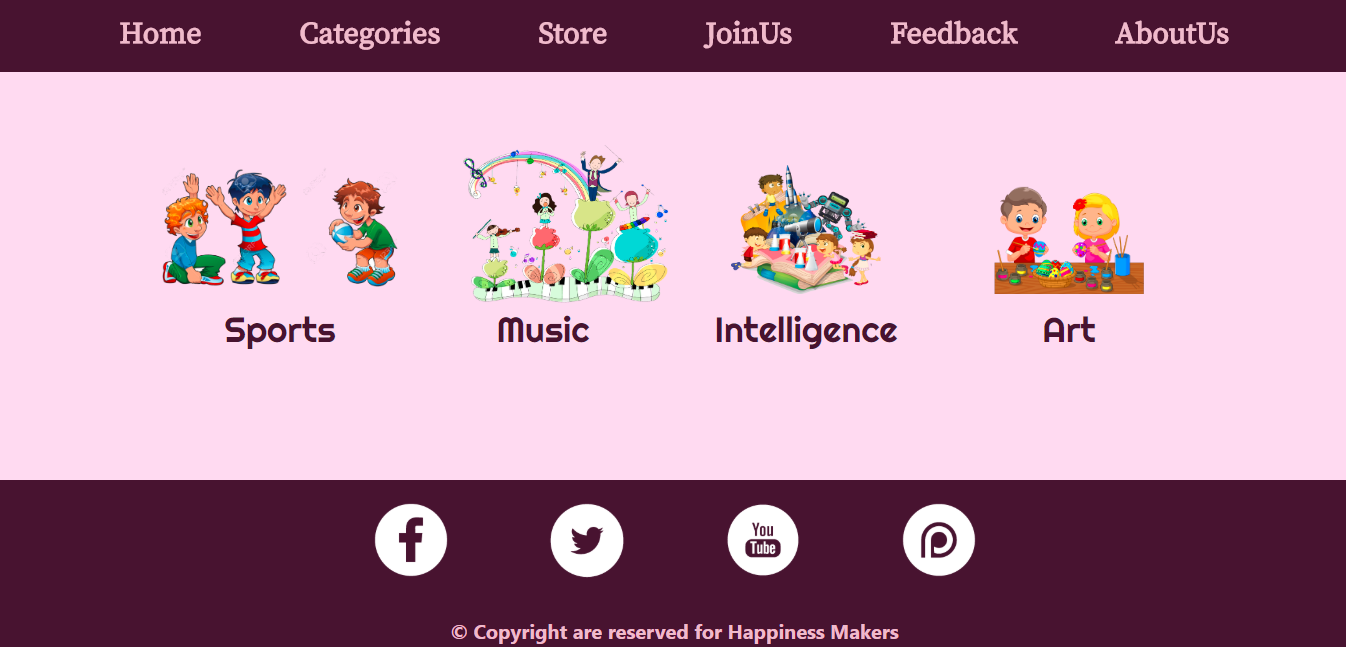 Home Categories Store JoinUs Feedback AboutUs
Sports Music Intelligence Art
You
Tube
© Copyright are reserved for Happiness Makers